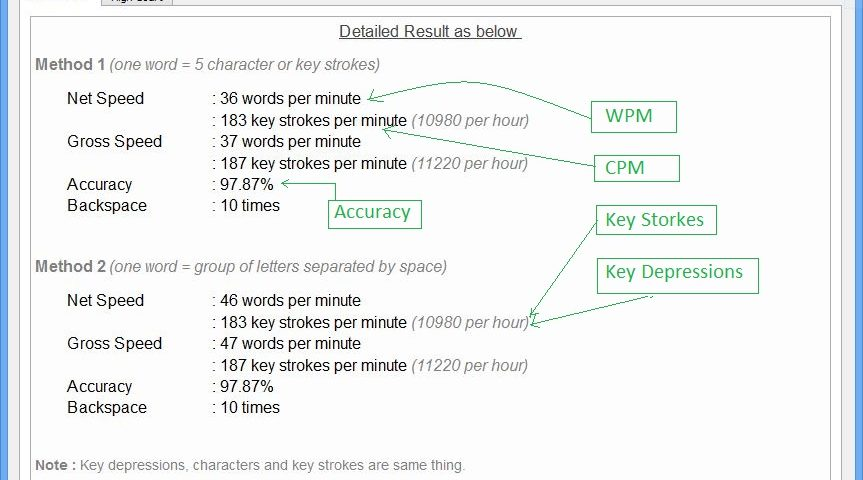 Detailed Result as below
Method 1 (one word = 5 character or key strokes)
Net Speed : 36 words per minute
: 183 key strokes per minute (10980 per hour)
Gross Speed : 37 words per minute
: 187 key strokes per minute (11220 per hour)
Accuracy : 97.87%
Backspace : 10 times
WPM
CPM
Accuracy
Key Storkes
Key Depressions
Method 2 (one word = group of letters separated by space)
Net Speed : 46 words per minute
: 183 key strokes per minute (10980 per hour)
Gross Speed : 47 words per minute
: 187 key strokes per minute (11220 per hour)
Accuracy : 97.87%
Backspace : 10 times
Note : Key depressions, characters and key strokes are same thing.